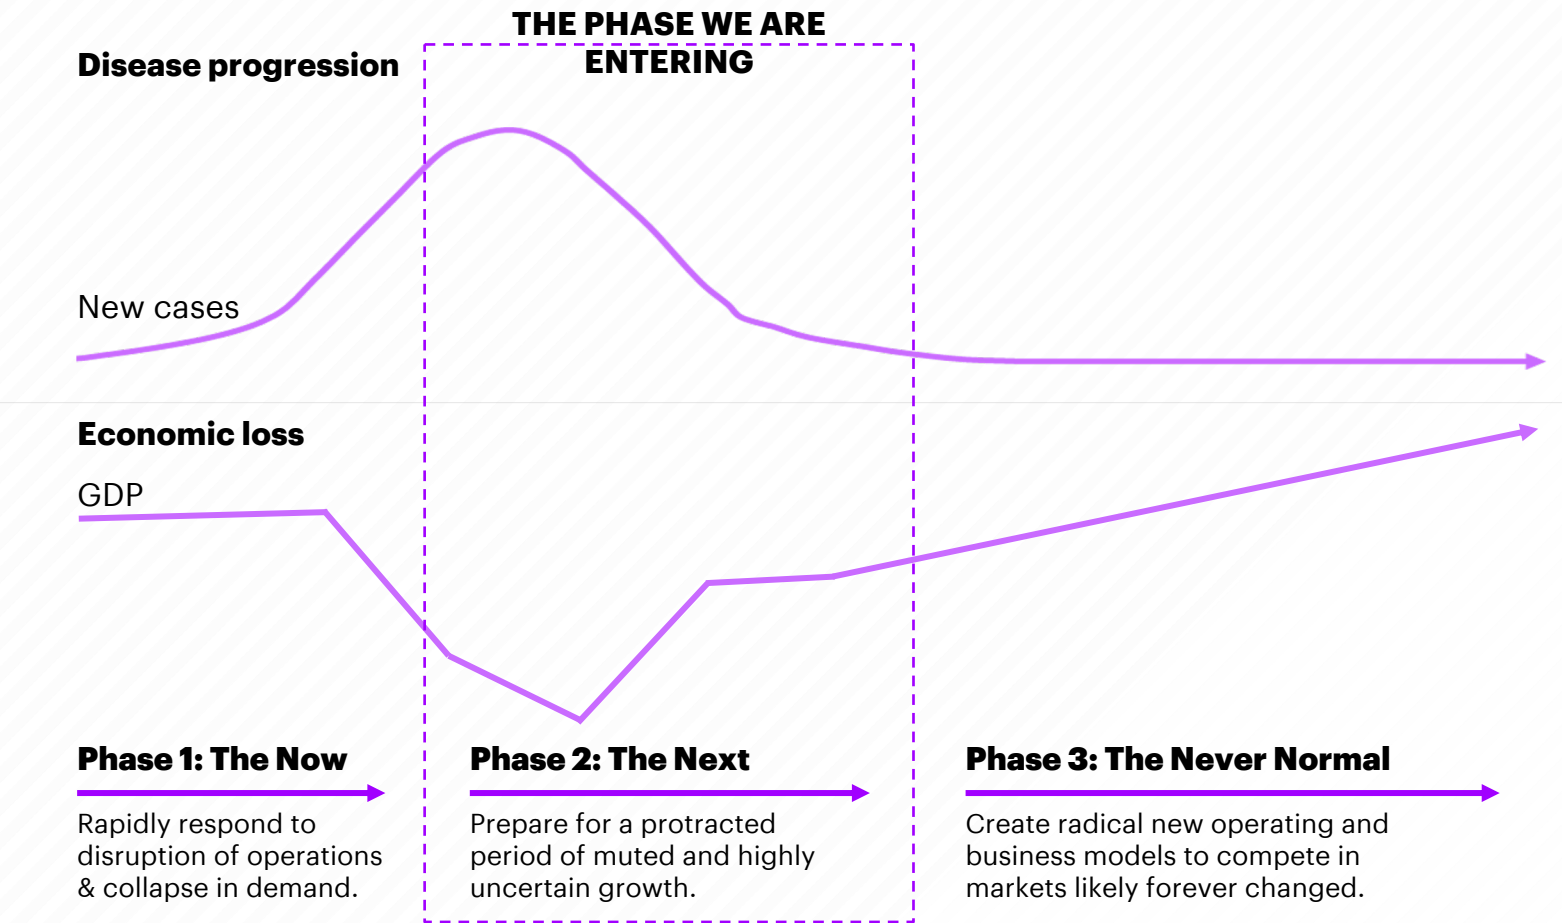 THE PHASE WE ARE
ENTERING
Disease progression
New cases
Economic loss
GDP
Phase 1: The Now
Rapidly respond to
disruption of operations
& collapse in demand.
Phase 2: The Next
Prepare for a protracted
period of muted and highly
uncertain growth.
Phase 3: The Never Normal
Create radical new operating and
business models to compete in
markets likely forever changed.